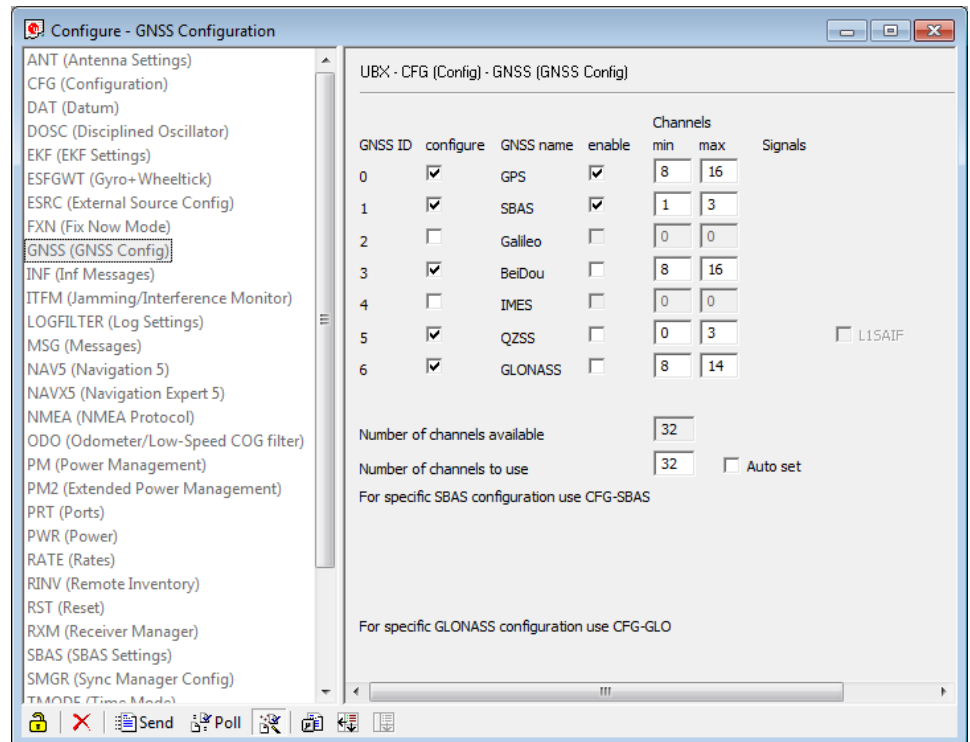 Configure - GNSS Configuration
ANT (Antenna Settings)
CFG (Configuration)
DAT (Datum)
DOSC (Disciplined Oscillator)
EKF (EKF Settings)
ESFGWT (Gyro+Wheeltick)
ESRC (External Source Config)
FXN (Fix Now Mode)
GNSS (GNSS Config)
INF (Inf Messages)
ITFM (Jamming/Interference Monitor)
LOGFILTER (Log Settings)
MSG (Messages)
NAV5 (Navigation 5)
NAVX5 (Navigation Expert 5)
NMEA (NMEA Protocol)
ODO (Odometer/Low-Speed COG filter)
PM (Power Management)
PM2 (Extended Power Management)
PRT (Ports)
PWR (Power)
RATE (Rates)
RINV (Remote Inventory)
RST (Reset)
RXM (Receiver Manager)
SBAS (SBAS Settings)
SMGR (Sync Manager Config)
TMODE (Time Mode)
UBX - CFG (Config) - GNSS (GNSS Config)
Channels
GNSS ID configure GNSS name enable min max Signals
0 GPS 8 16
1 SBAS 1 3
2 Galileo 0 0
3 BeiDou 8 16
4 IMES 0 0
5 QZSS 0 3 L1SAIF
6 GLONASS 8 14
Number of channels available 32
Number of channels to use 32 Auto set
For specific SBAS configuration use CFG-SBAS
For specific GLONASS configuration use CFG-GLO
Send Poll